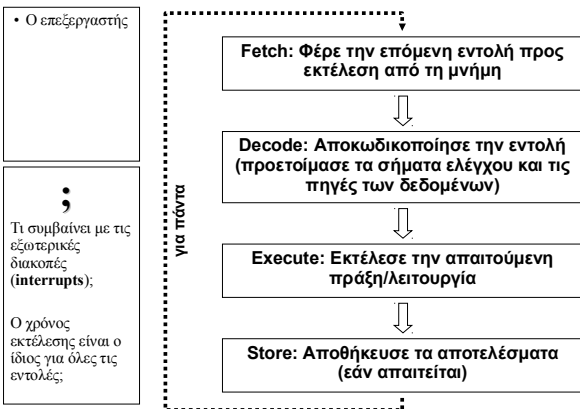 • Ο επεξεργαστής
;
Τι συμβαίνει με τις
εξωτερικές
διακοπές
(interrupts);
Ο χρόνος
εκτέλεσης είναι ο
ίδιος για όλες τις
εντολές;
για πάντα
Fetch: Φέρε την επόμενη εντολή προς
εκτέλεση από τη μνήμη
Decode: Αποκωδικοποίησε την εντολή
(προετοίμασε τα σήματα ελέγχου και τις
πηγές των δεδομένων)
Execute: Εκτέλεσε την απαιτούμενη
πράξη/λειτουργία
Store: Αποθήκευσε τα αποτελέσματα
(εάν απαιτείται)